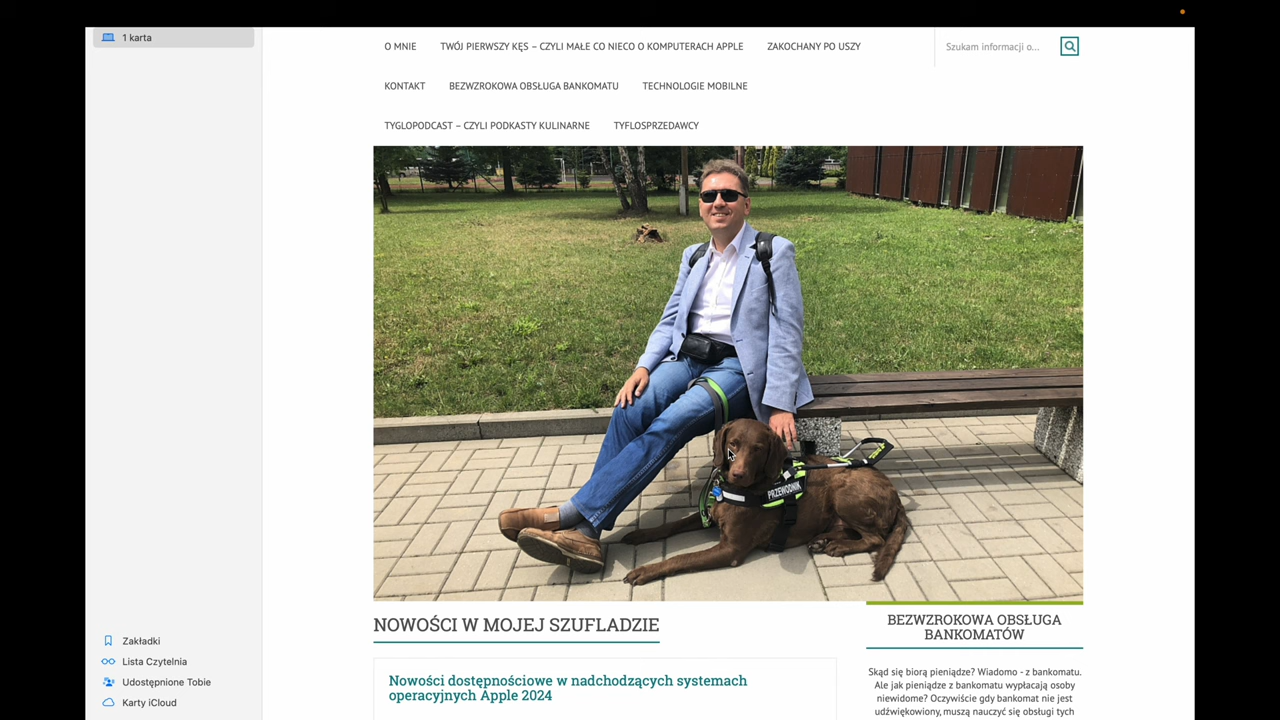 1 karta
O MNIE
TWÓJ PIERWSZY KĘS – CZYLI MAŁE CO NIECO O KOMPUTERACH APPLE
ZAKOCHANY PO USZY
Szukam informacji o...
KONTAKT
BEZWZROKOWA OBSŁUGA BANKOMATU
TECHNOLOGIE MOBILNE
TYGLOPODCAST – CZYLI PODKASTY KULINARNE
TYFLOSPRZEDAWCY
PRZEWODNIK
NOWOŚCI W MOJEJ SZUFLADZIE
Nowości dostępnościowe w nadchodzących systemach
operacyjnych Apple 2024
BEZWZROKOWA OBSŁUGA
BANKOMATÓW
Skąd się biorą pieniądze? Wiadomo - z bankomatu.
Ale jak pieniądze z bankomatu wypłacają osoby
niewidome? Oczywiście gdy bankomat nie jest
udźwiękowiony, muszą nauczyć się obsługi tych
Zakładki
Lista Czytelnia
Udostępnione Tobie
Karty iCloud